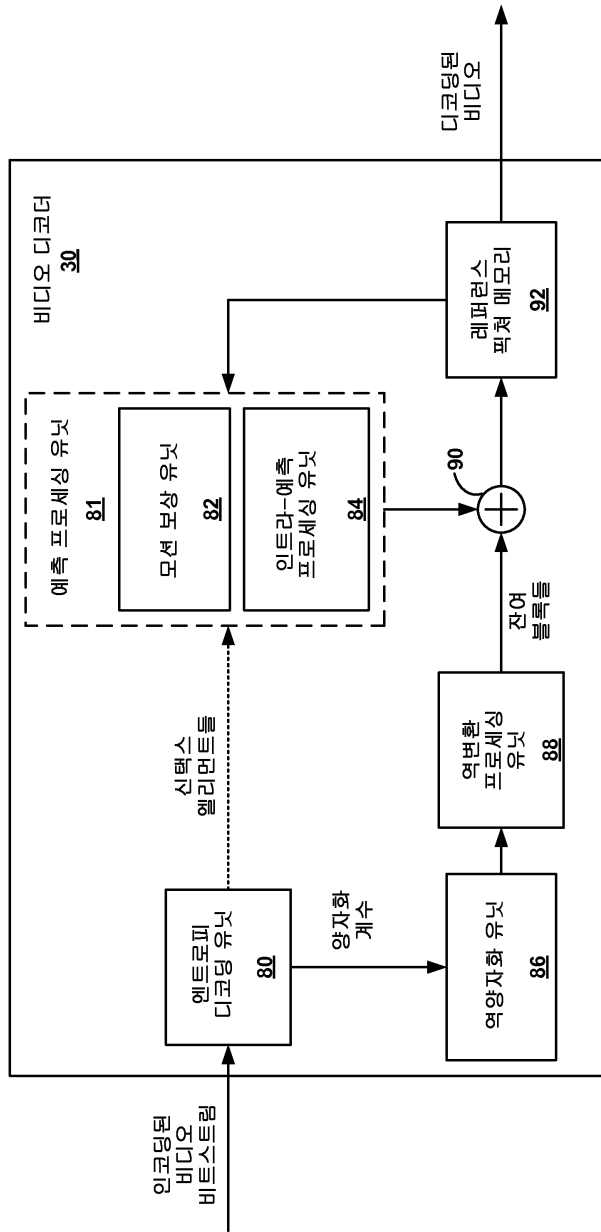 비디오 디코더
30
인코딩된
비디오
비트스트림
엔트로피
디코딩 유닛
80
신택스
엘리먼트들
예측 프로세싱 유닛
81
모션 보상 유닛
82
인트라-예측
프로세싱 유닛
84
양자화
계수
역양자화 유닛
86
역변환
프로세싱
유닛
88
잔여
블록들
90
레퍼런스
픽쳐 메모리
92
디코딩된
비디오